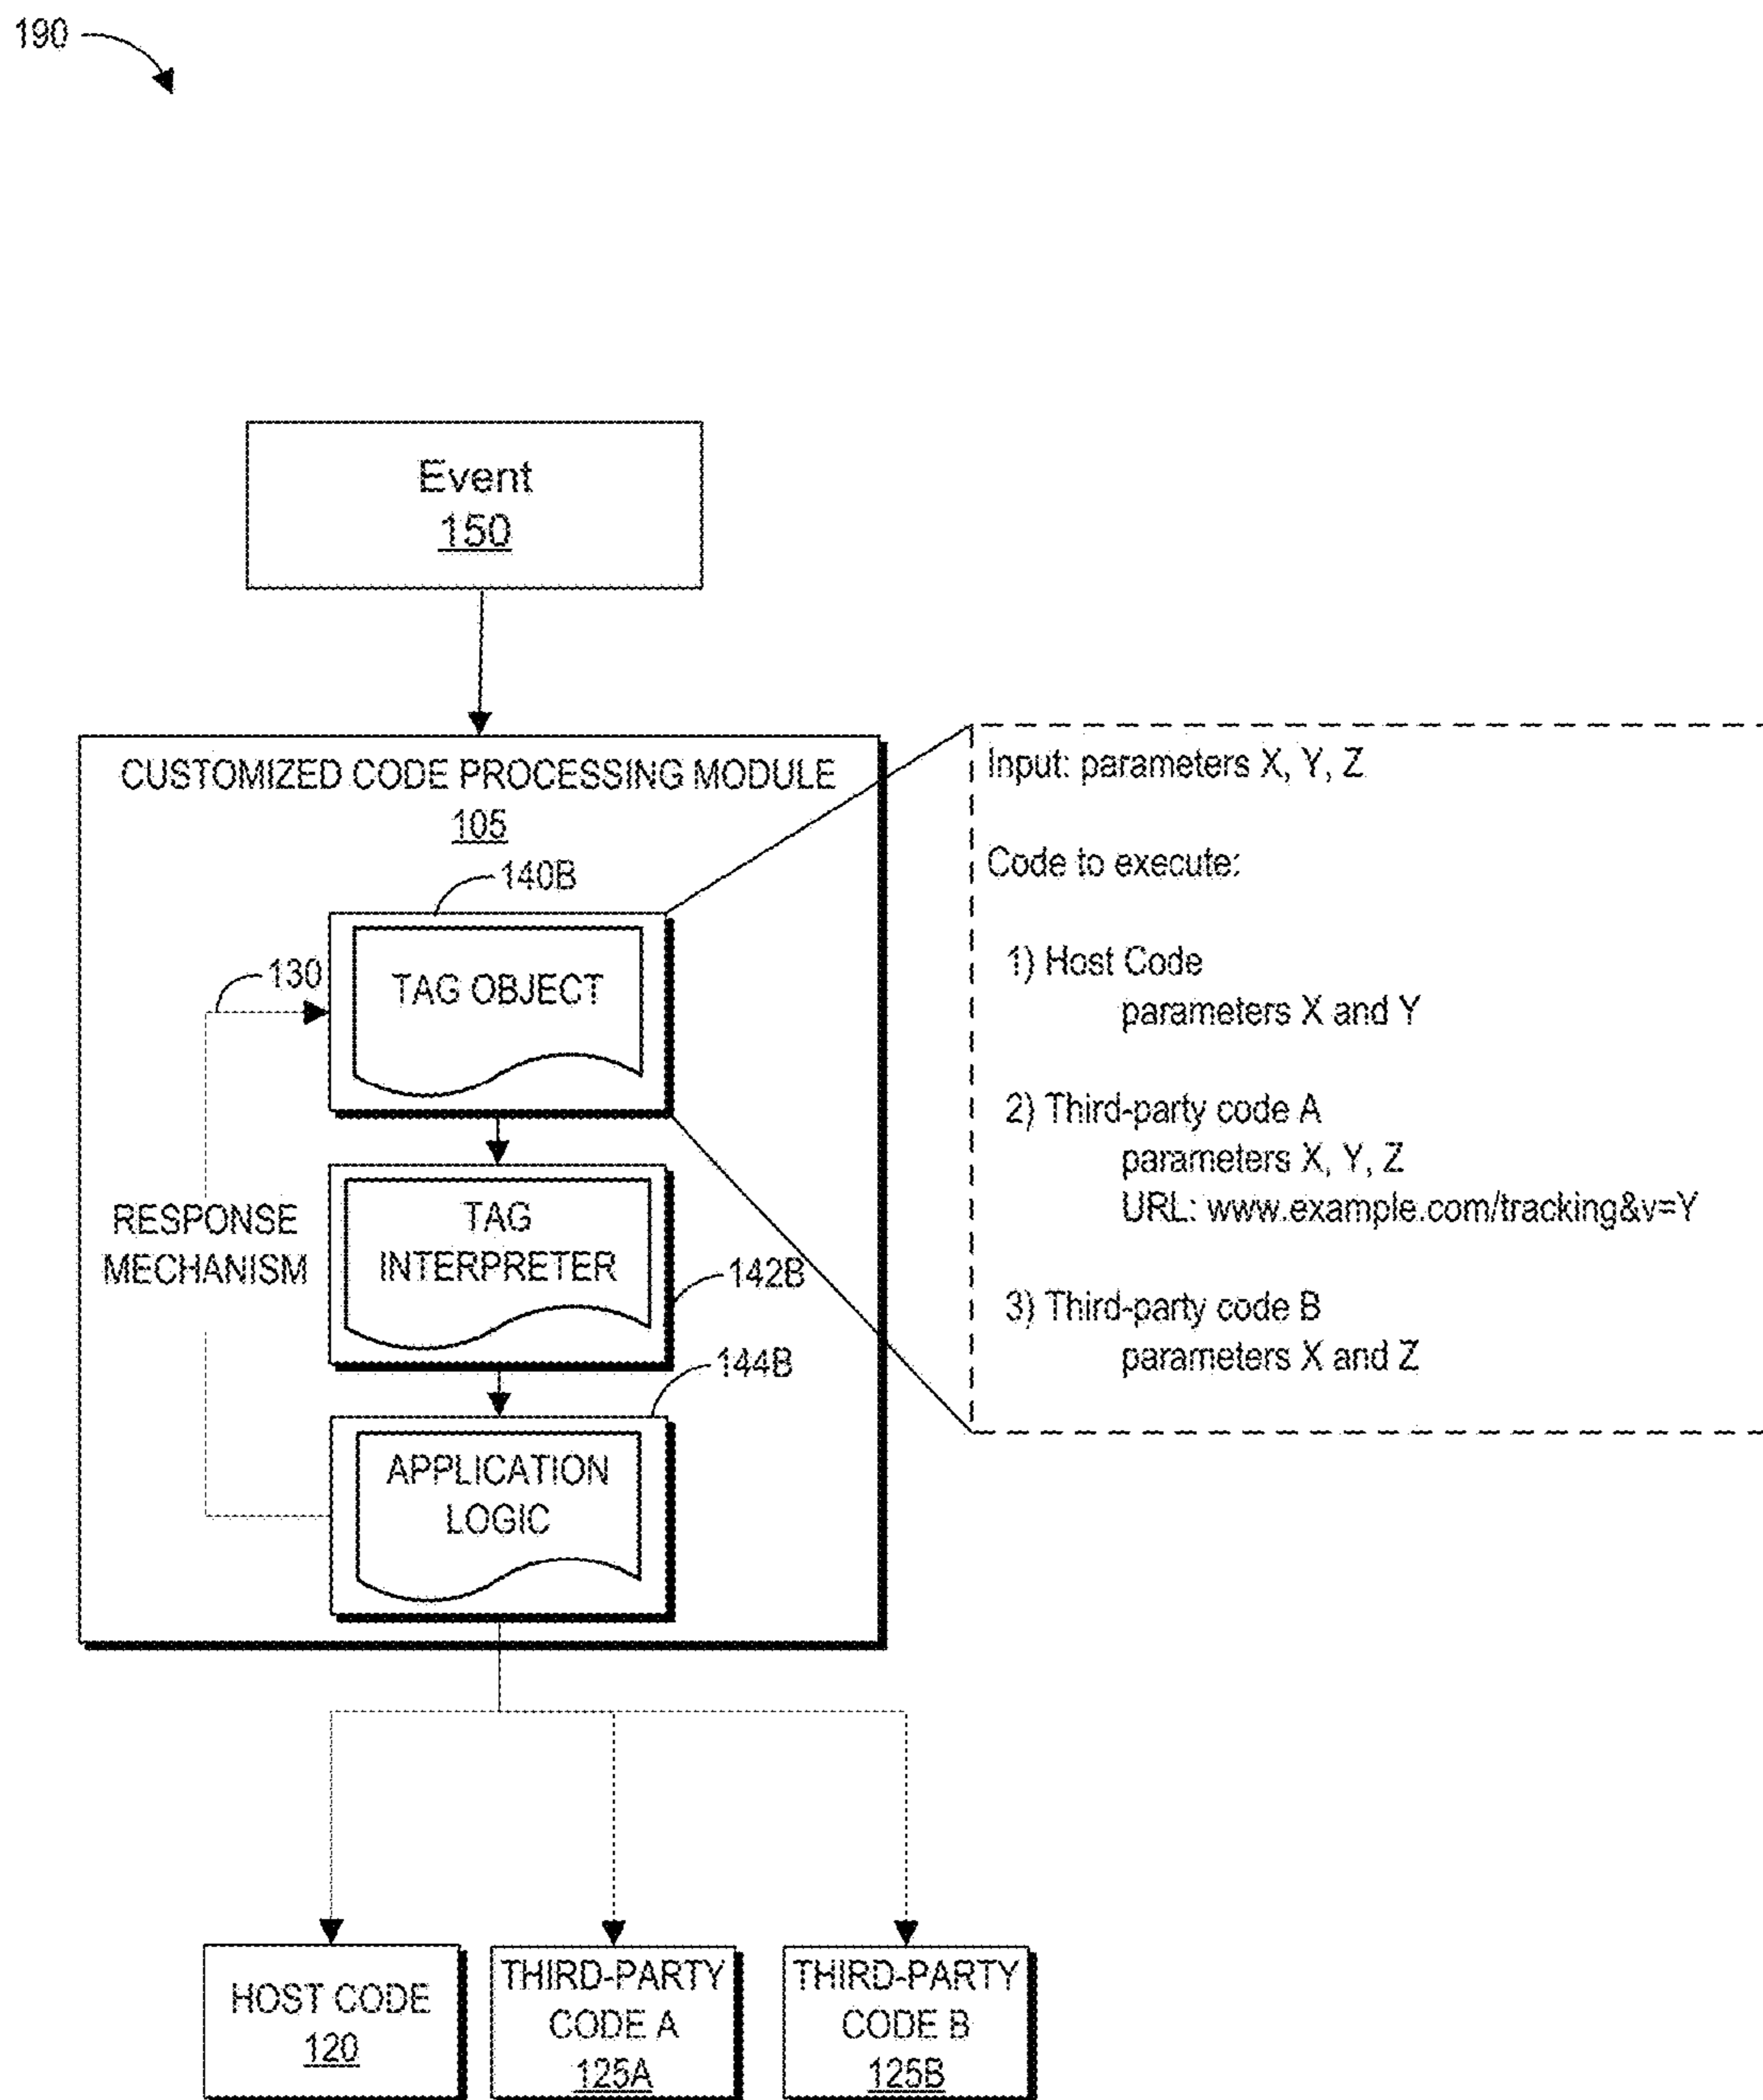 190
Event
150
CUSTOMIZED CODE PROCESSING MODULE
105
140B
TAG OBJECT
130
RESPONSE
MECHANISM
TAG
INTERPRETER
142B
144B
APPLICATION
LOGIC
Input: parameters X, Y, Z
Code to execute:
1) Host Code
parameters X and Y
2) Third-party code A
parameters X, Y, Z
URL: www.example.com/tracking&v=Y
3) Third-party code B
parameters X and Z
HOST CODE
120
THIRD-PARTY
CODE A
125A
THIRD-PARTY
CODE B
125B